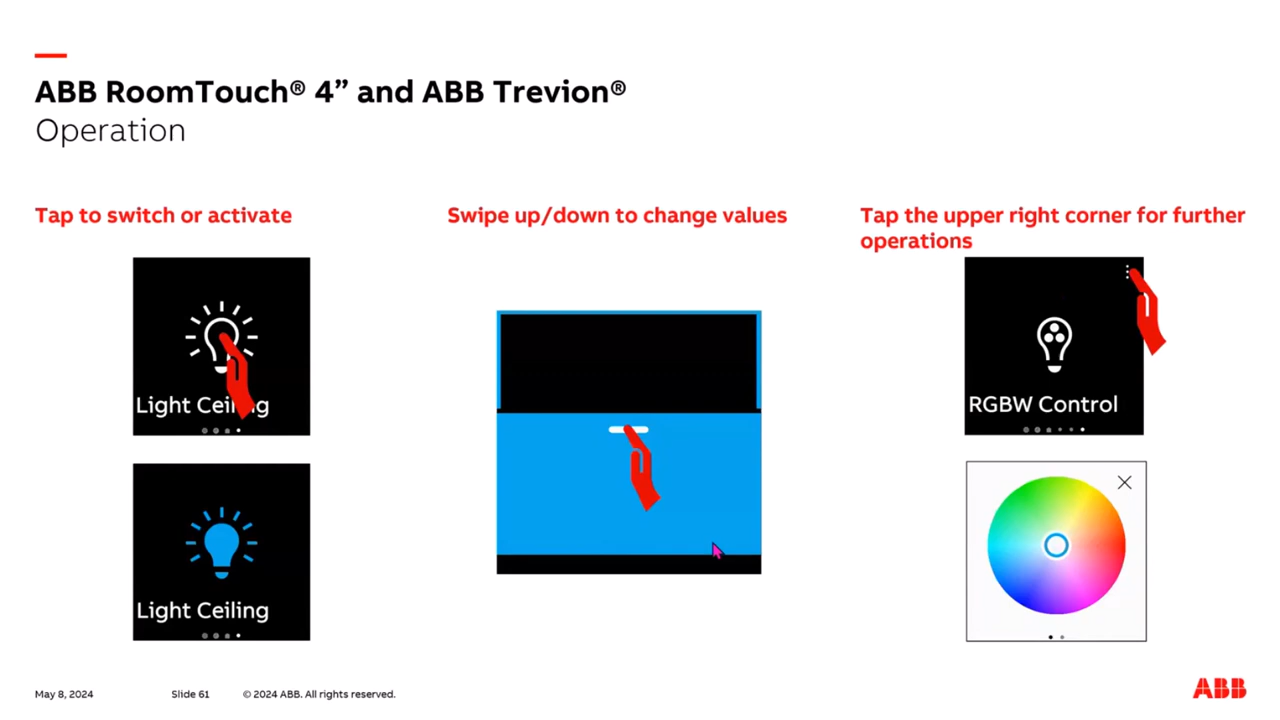 ABB RoomTouch® 4” and ABB Trevion®
Operation
Tap to switch or activate
Swipe up/down to change values
Tap the upper right corner for further
operations
Light Ceiling
RGBW Control
Light Ceiling
May 8, 2024
Slide 61
© 2024 ABB. All rights reserved.
ABB